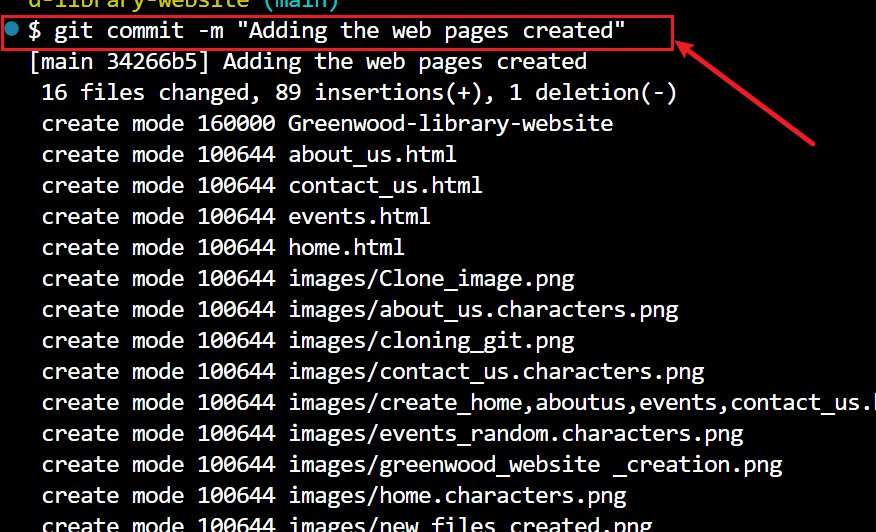 d-library-website (main)
$ git commit -m "Adding the web pages created"
[main 34266b5] Adding the web pages created
16 files changed, 89 insertions(+), 1 deletion(-)
create mode 160000 Greenwood-library-website
create mode 100644 about_us.html
create mode 100644 contact_us.html
create mode 100644 events.html
create mode 100644 home.html
create mode 100644 images/Clone_image.png
create mode 100644 images/about_us.characters.png
create mode 100644 images/cloning_git.png
create mode 100644 images/contact_us.characters.png
create mode 100644 images/create_home,aboutus,events,contact_us.
create mode 100644 images/events_random.characters.png
create mode 100644 images/greenwood_website _creation.png
create mode 100644 images/home.characters.png
create mode 100644 images/new_files_created.png